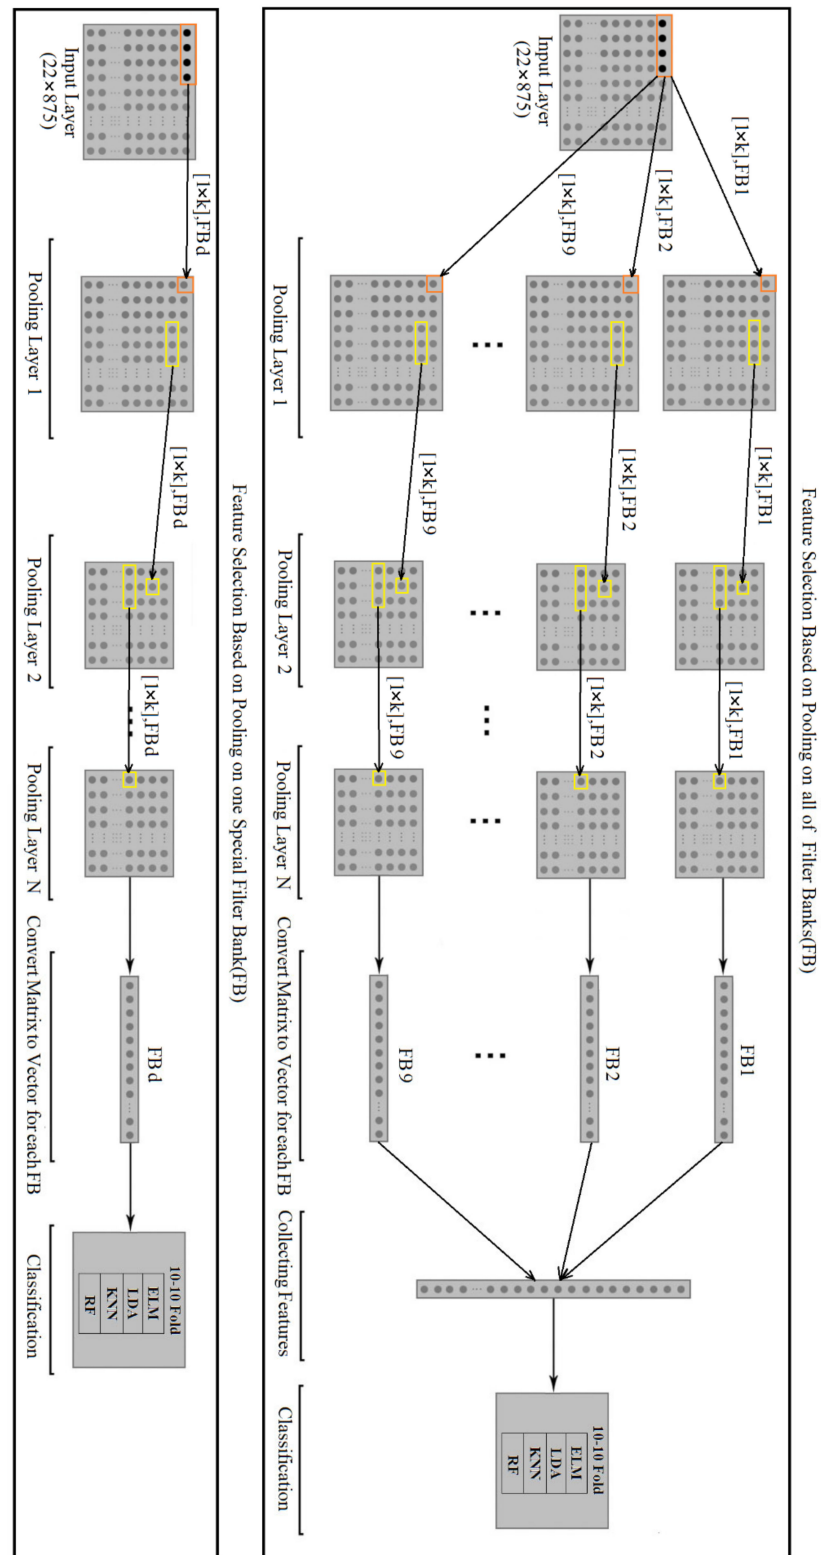 Feature Selection Based on Pooling on all of Filter Banks(FB)
Input Layer
(22×875)
[1×k],FB1
[1×k],FB2
[1×k],FB9
[1×k],FB1
[1×k],FB2
[1×k],FB9
[1×k],FB1
[1×k],FB2
[1×k],FB9
FB1
FB2
FB9
10-10 Fold
ELM
LDA
KNN
RF
Pooling Layer 1
Pooling Layer 2
Pooling Layer N
Convert Matrix to Vector for each FB
Collecting Features
Classification
Feature Selection Based on Pooling on one Special Filter Bank(FB)
Input Layer
(22×875)
[1×k],FBd
[1×k],FBd
[1×k],FBd
FBd
10-10 Fold
ELM
LDA
KNN
RF
Pooling Layer 1
Pooling Layer 2
Pooling Layer N
Convert Matrix to Vector for each FB
Classification